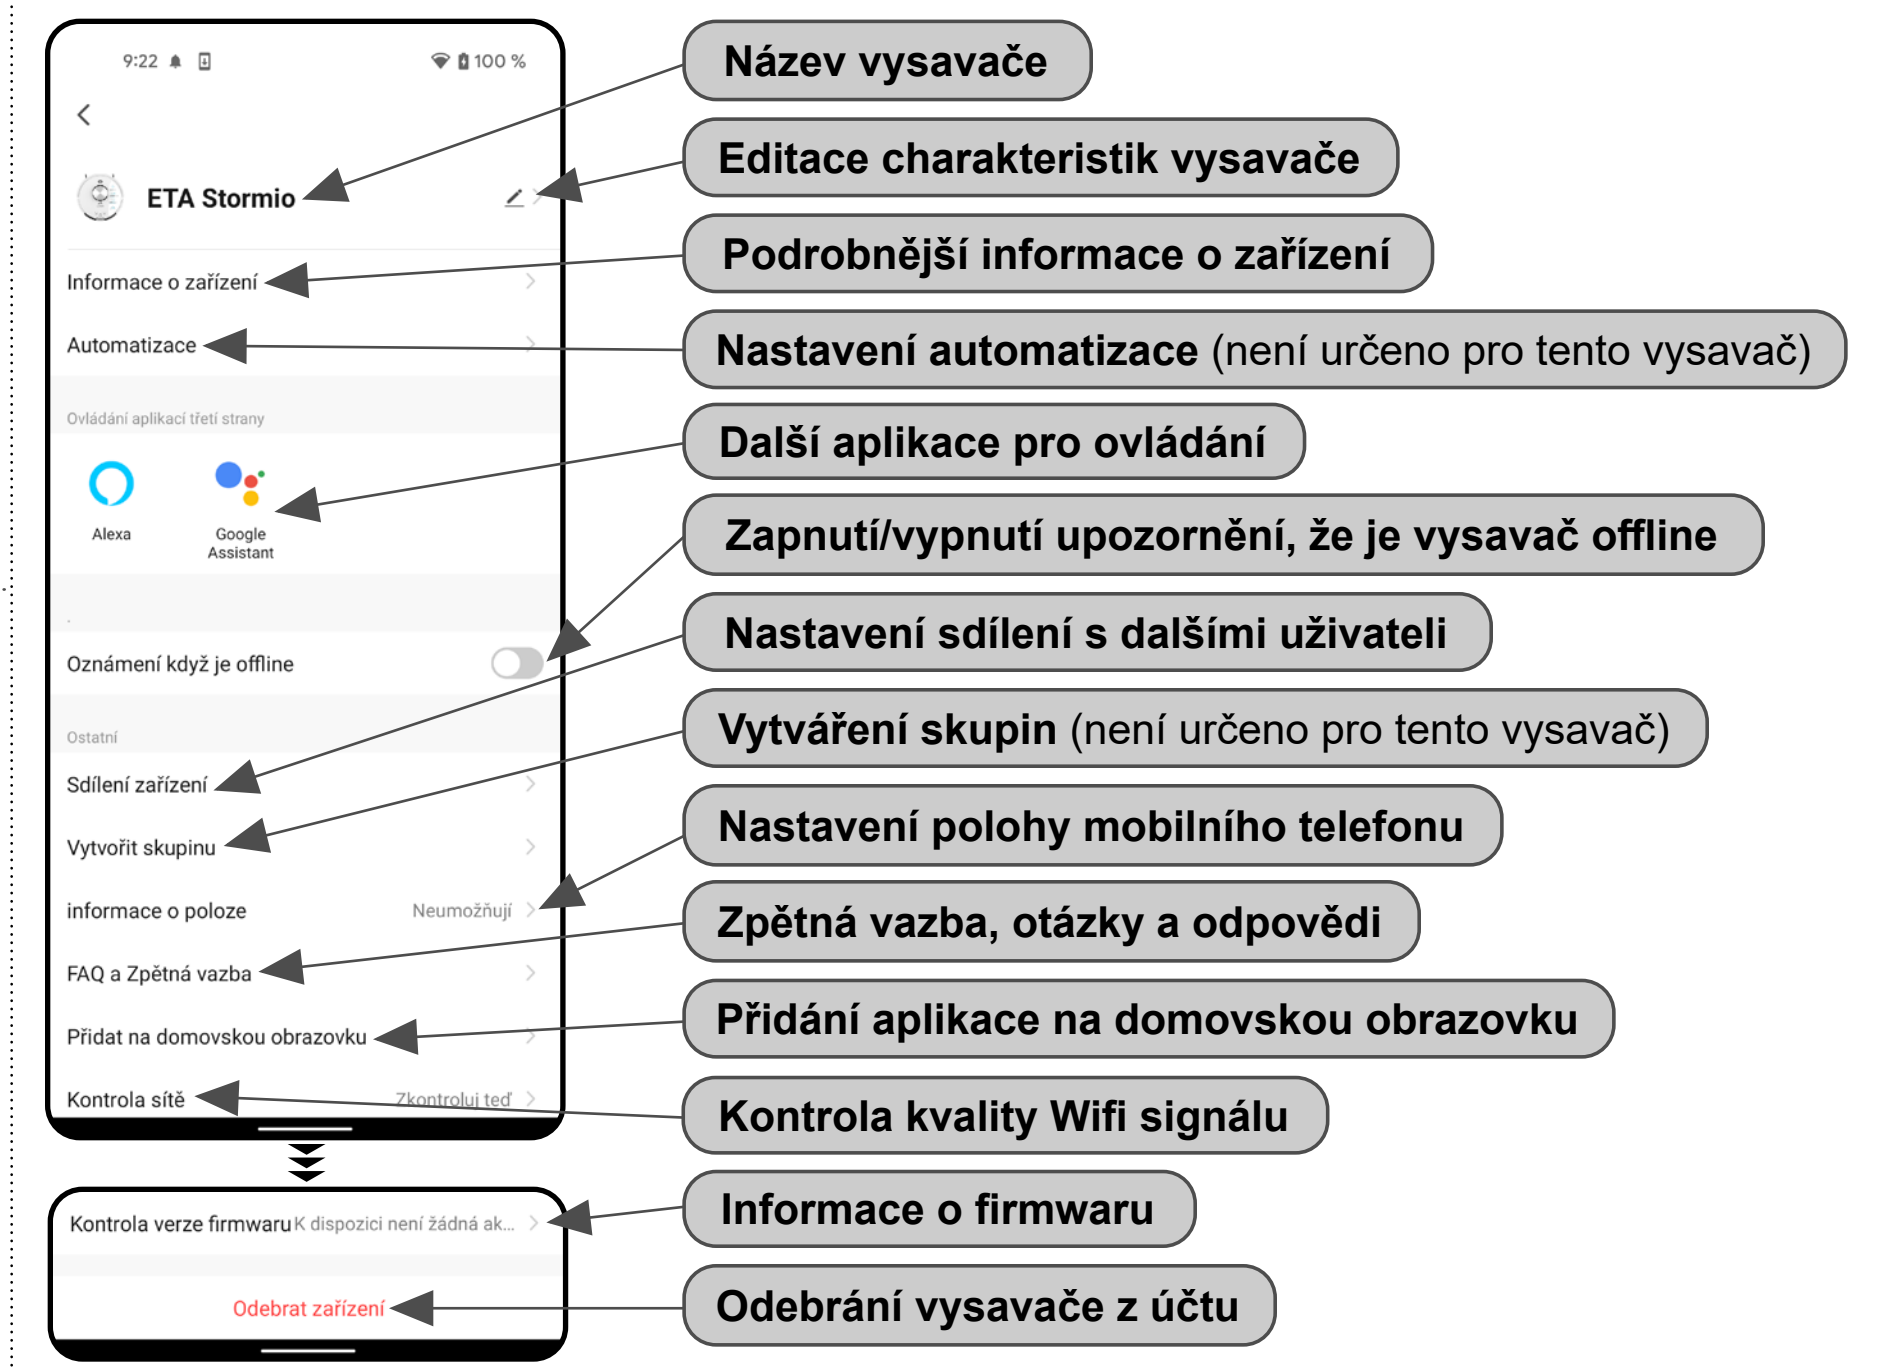 9:22 100 %
ETA Stormio
Informace o zařízení
Automatizace
Ovládání aplikací třetí strany
Alexa
Google
Assistant
Oznámení když je offline
Ostatní
Sdílení zařízení
Vytvořit skupinu
informace o poloze Neumožňují
FAQ a Zpětná vazba
Přidat na domovskou obrazovku
Kontrola sítě Zkontroluj teď
Kontrola verze firmwaru K dispozici není žádná ak...
Odebrat zařízení
Název vysavače
Editace charakteristik vysavače
Podrobnější informace o zařízení
Nastavení automatizace (není určeno pro tento vysavač)
Další aplikace pro ovládání
Zapnutí/vypnutí upozornění, že je vysavač offline
Nastavení sdílení s dalšími uživateli
Vytváření skupin (není určeno pro tento vysavač)
Nastavení polohy mobilního telefonu
Zpětná vazba, otázky a odpovědi
Přidání aplikace na domovskou obrazovku
Kontrola kvality Wifi signálu
Informace o firmwaru
Odebrání vysavače z účtu